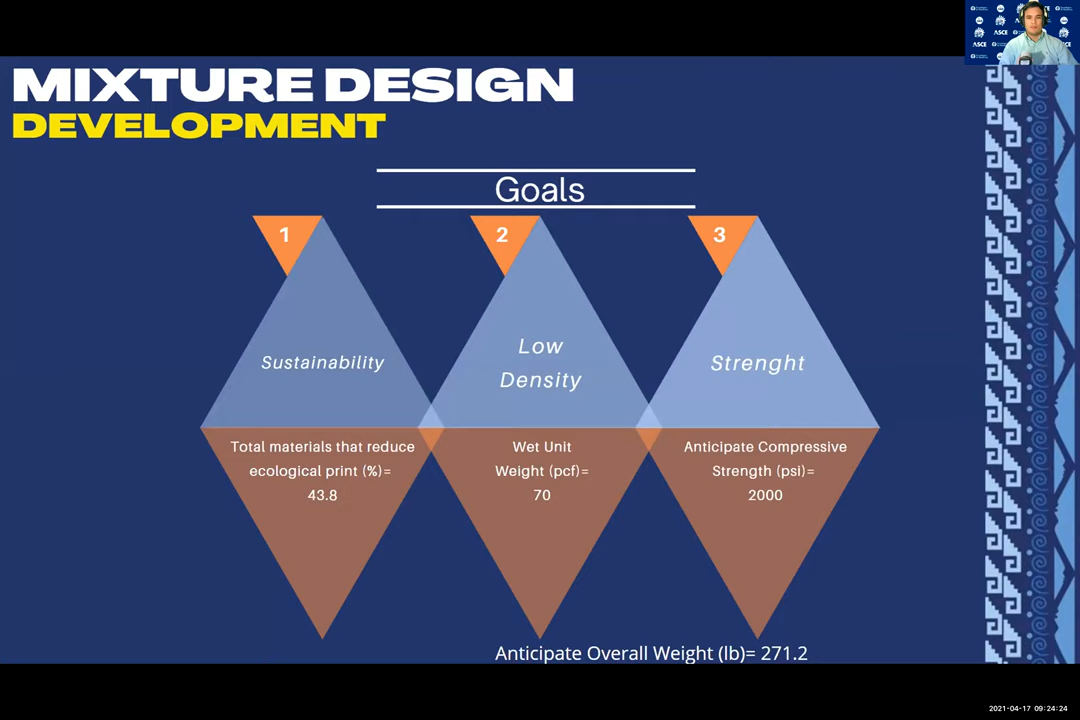 ASCE
ASCE
MIXTURE DESIGN
DEVELOPMENT
Goals
1
2
3
Sustainability
Low
Density
Strenght
Total materials that reduce
ecological print (%)=
43.8
Wet Unit
Weight (pcf)=
70
Anticipate Compressive
Strength (psi)=
2000
Anticipate Overall Weight (lb)= 271.2
2021-04-17 09:24:24